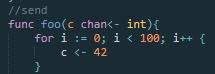 //send
func foo(c chan<- int){
    for i := 0; i < 100; i++ {
        c <- 42
    }